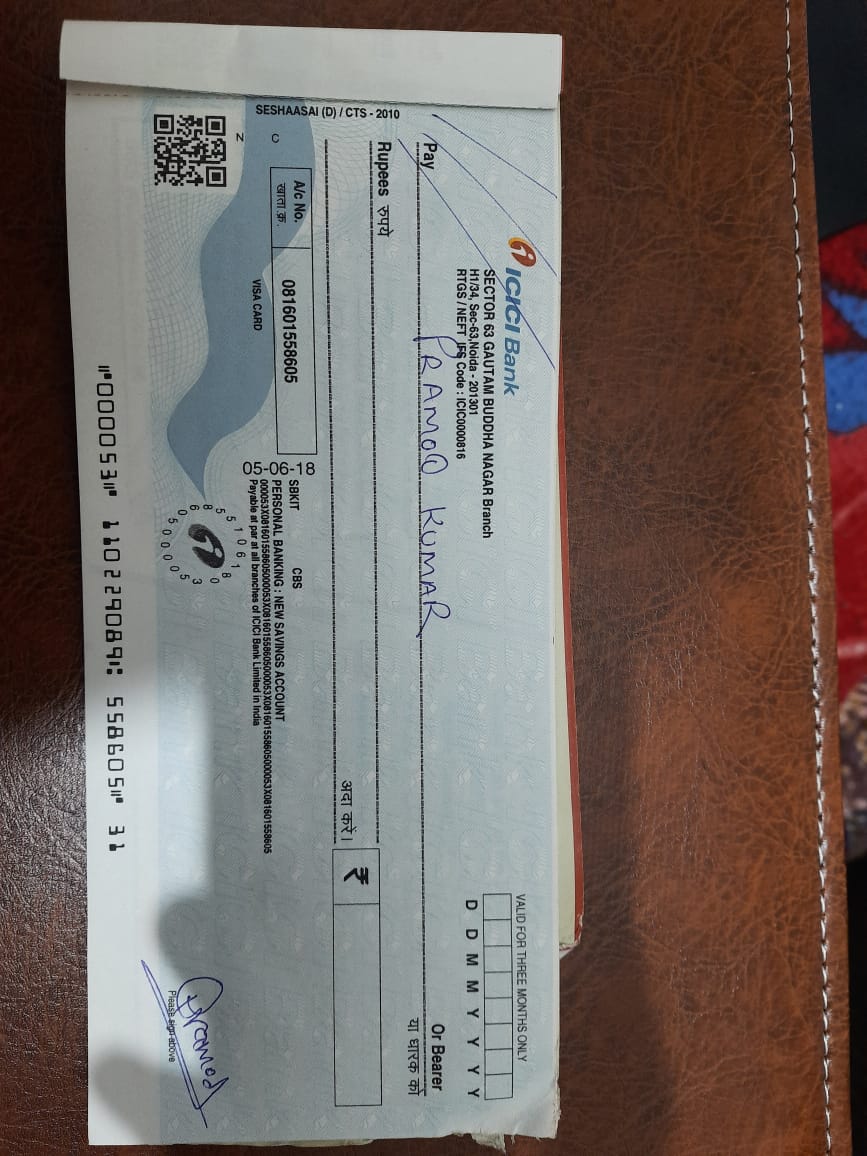 SESHAASAI (D) / CTS - 2010
ICICI Bank
SECTOR 63 GAUTAM BUDDHA NAGAR Branch
H1/34, Sec-63,Noida - 201301
RTGS / NEFT IFS Code : ICIC0000816
VALID FOR THREE MONTHS ONLY
D D M M Y Y Y Y
Pay PRAMOD KUMAR Or Bearer
या धारक को
Rupees रुपये
अदा करें। ₹
A/c No. खाता क्र. 081601558605
N C
VISA CARD
05-06-18
SBKIT CBS
PERSONAL BANKING : NEW SAVINGS ACCOUNT
000053X081601558605000053X081601558605000053X081601558605000053X081601558605
Payable at par at all branches of ICICI Bank Limited in India
Pramod
Please sign above
⑈000053⑈ 110229089⑆ 558605⑈ 31